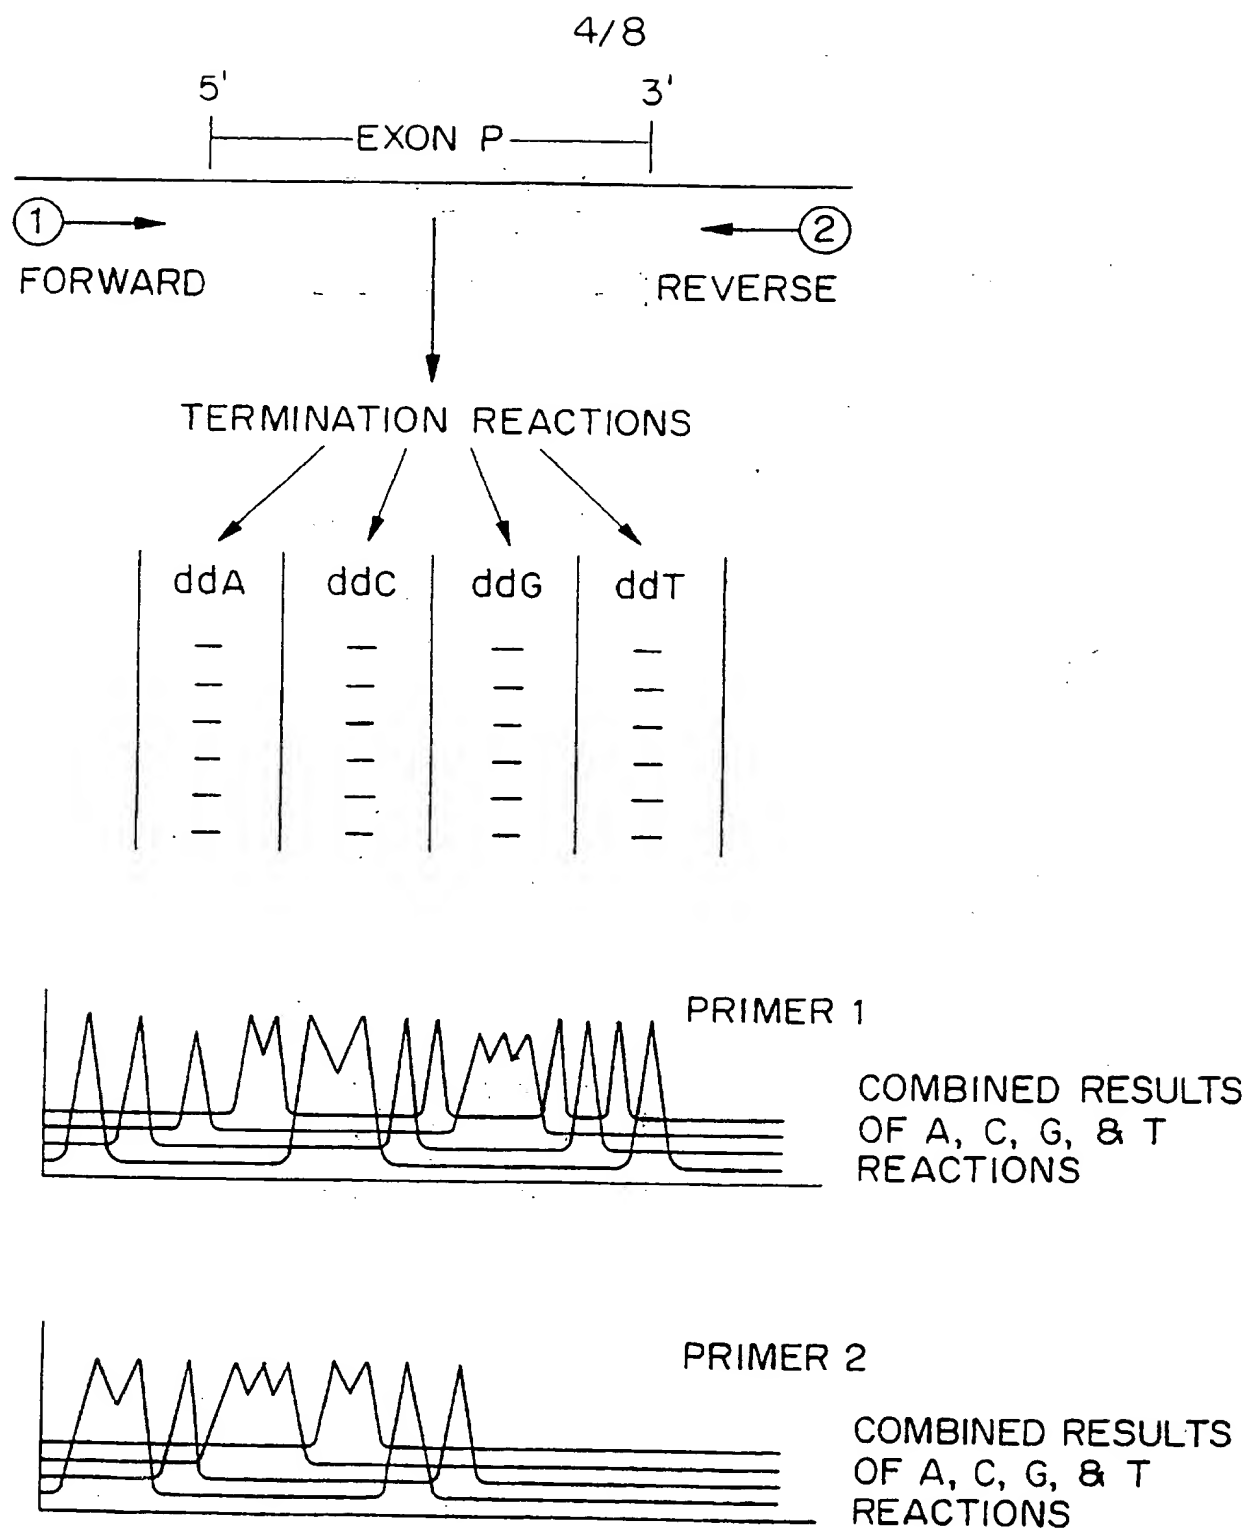 4/8
5' 3'
EXON P
1 2
FORWARD REVERSE
TERMINATION REACTIONS
ddA ddC ddG ddT
PRIMER 1
COMBINED RESULTS
OF A, C, G, & T
REACTIONS
PRIMER 2
COMBINED RESULTS
OF A, C, G, & T
REACTIONS